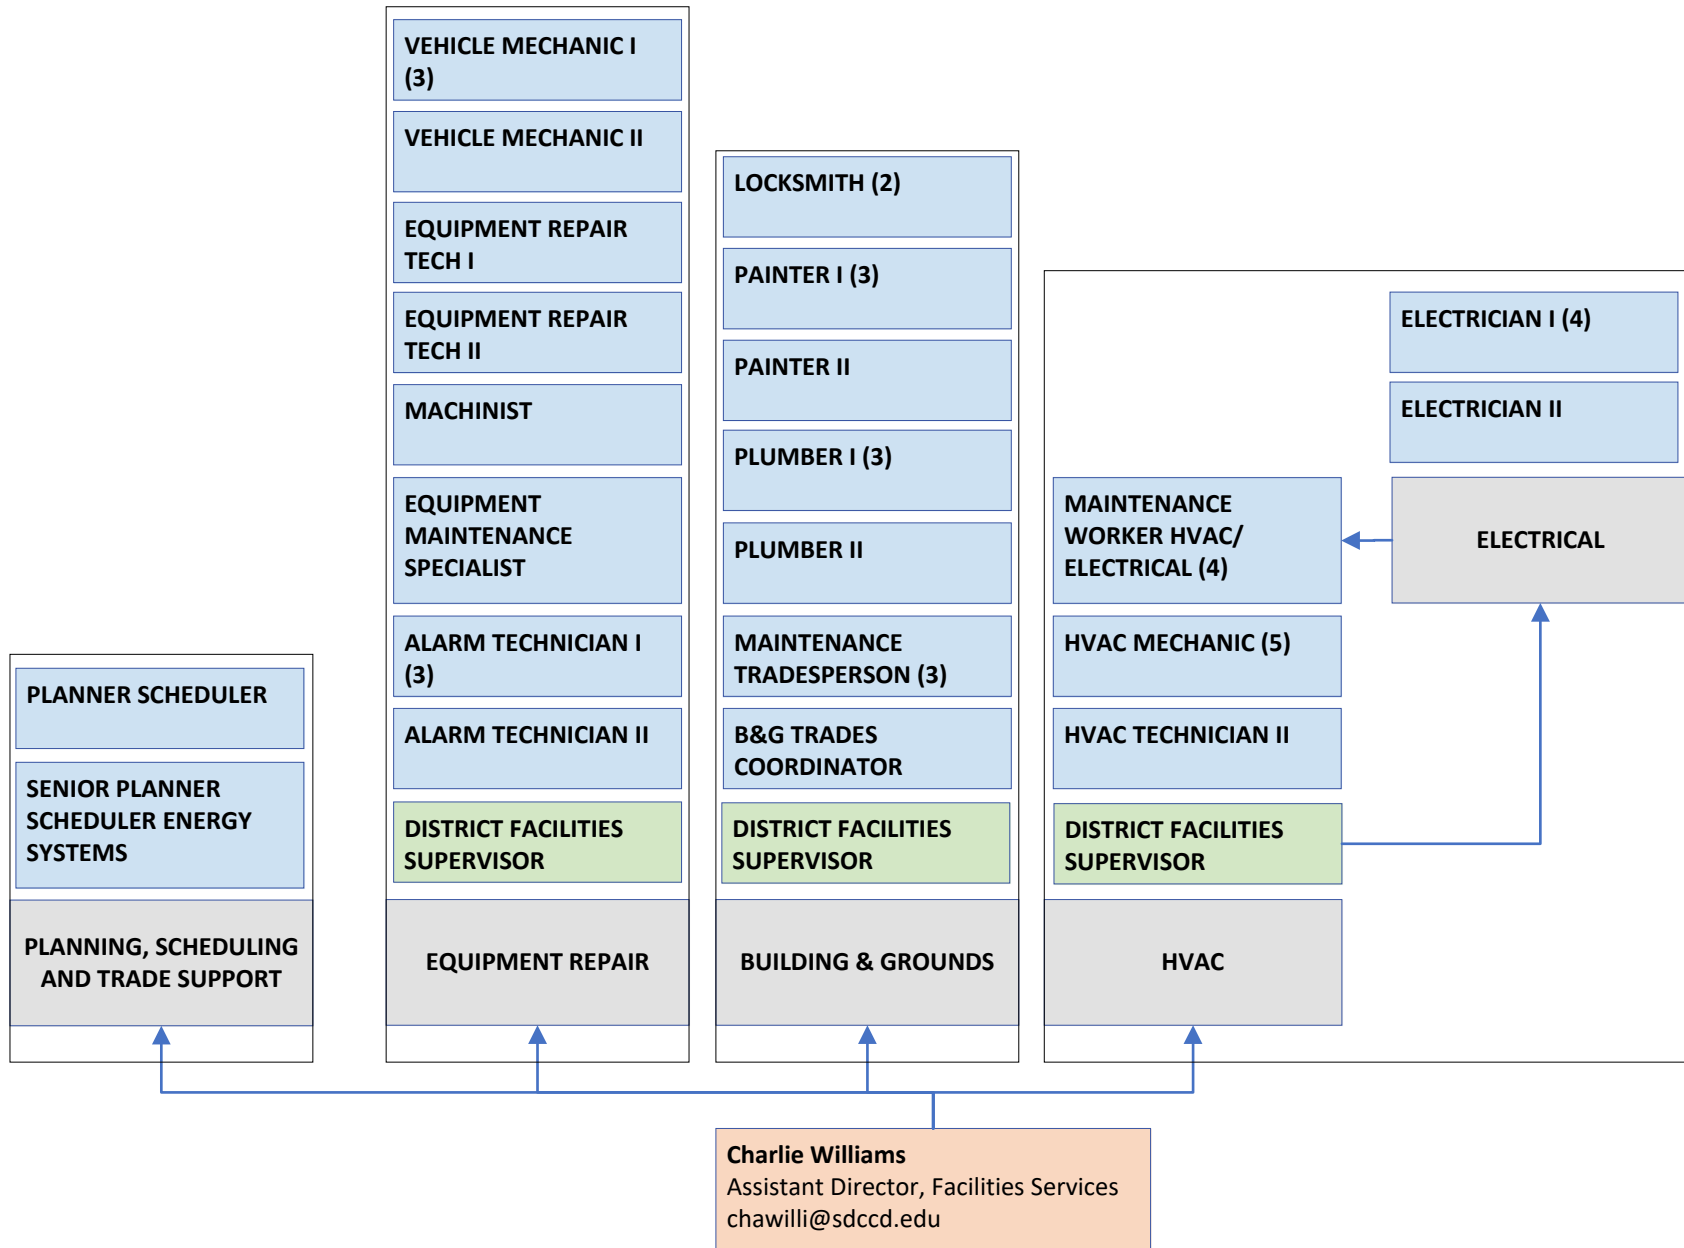 VEHICLE MECHANIC I
(3)
VEHICLE MECHANIC II
EQUIPMENT REPAIR
TECH I
EQUIPMENT REPAIR
TECH II
MACHINIST
EQUIPMENT
MAINTENANCE
SPECIALIST
ALARM TECHNICIAN I
(3)
ALARM TECHNICIAN II
DISTRICT FACILITIES
SUPERVISOR
EQUIPMENT REPAIR
LOCKSMITH (2)
PAINTER I (3)
PAINTER II
PLUMBER I (3)
PLUMBER II
MAINTENANCE
TRADESPERSON (3)
B&G TRADES
COORDINATOR
DISTRICT FACILITIES
SUPERVISOR
BUILDING & GROUNDS
ELECTRICIAN I (4)
ELECTRICIAN II
ELECTRICAL
MAINTENANCE
WORKER HVAC/
ELECTRICAL (4)
HVAC MECHANIC (5)
HVAC TECHNICIAN II
DISTRICT FACILITIES
SUPERVISOR
HVAC
PLANNER SCHEDULER
SENIOR PLANNER
SCHEDULER ENERGY
SYSTEMS
PLANNING, SCHEDULING
AND TRADE SUPPORT
Charlie Williams
Assistant Director, Facilities Services
chawilli@sdccd.edu